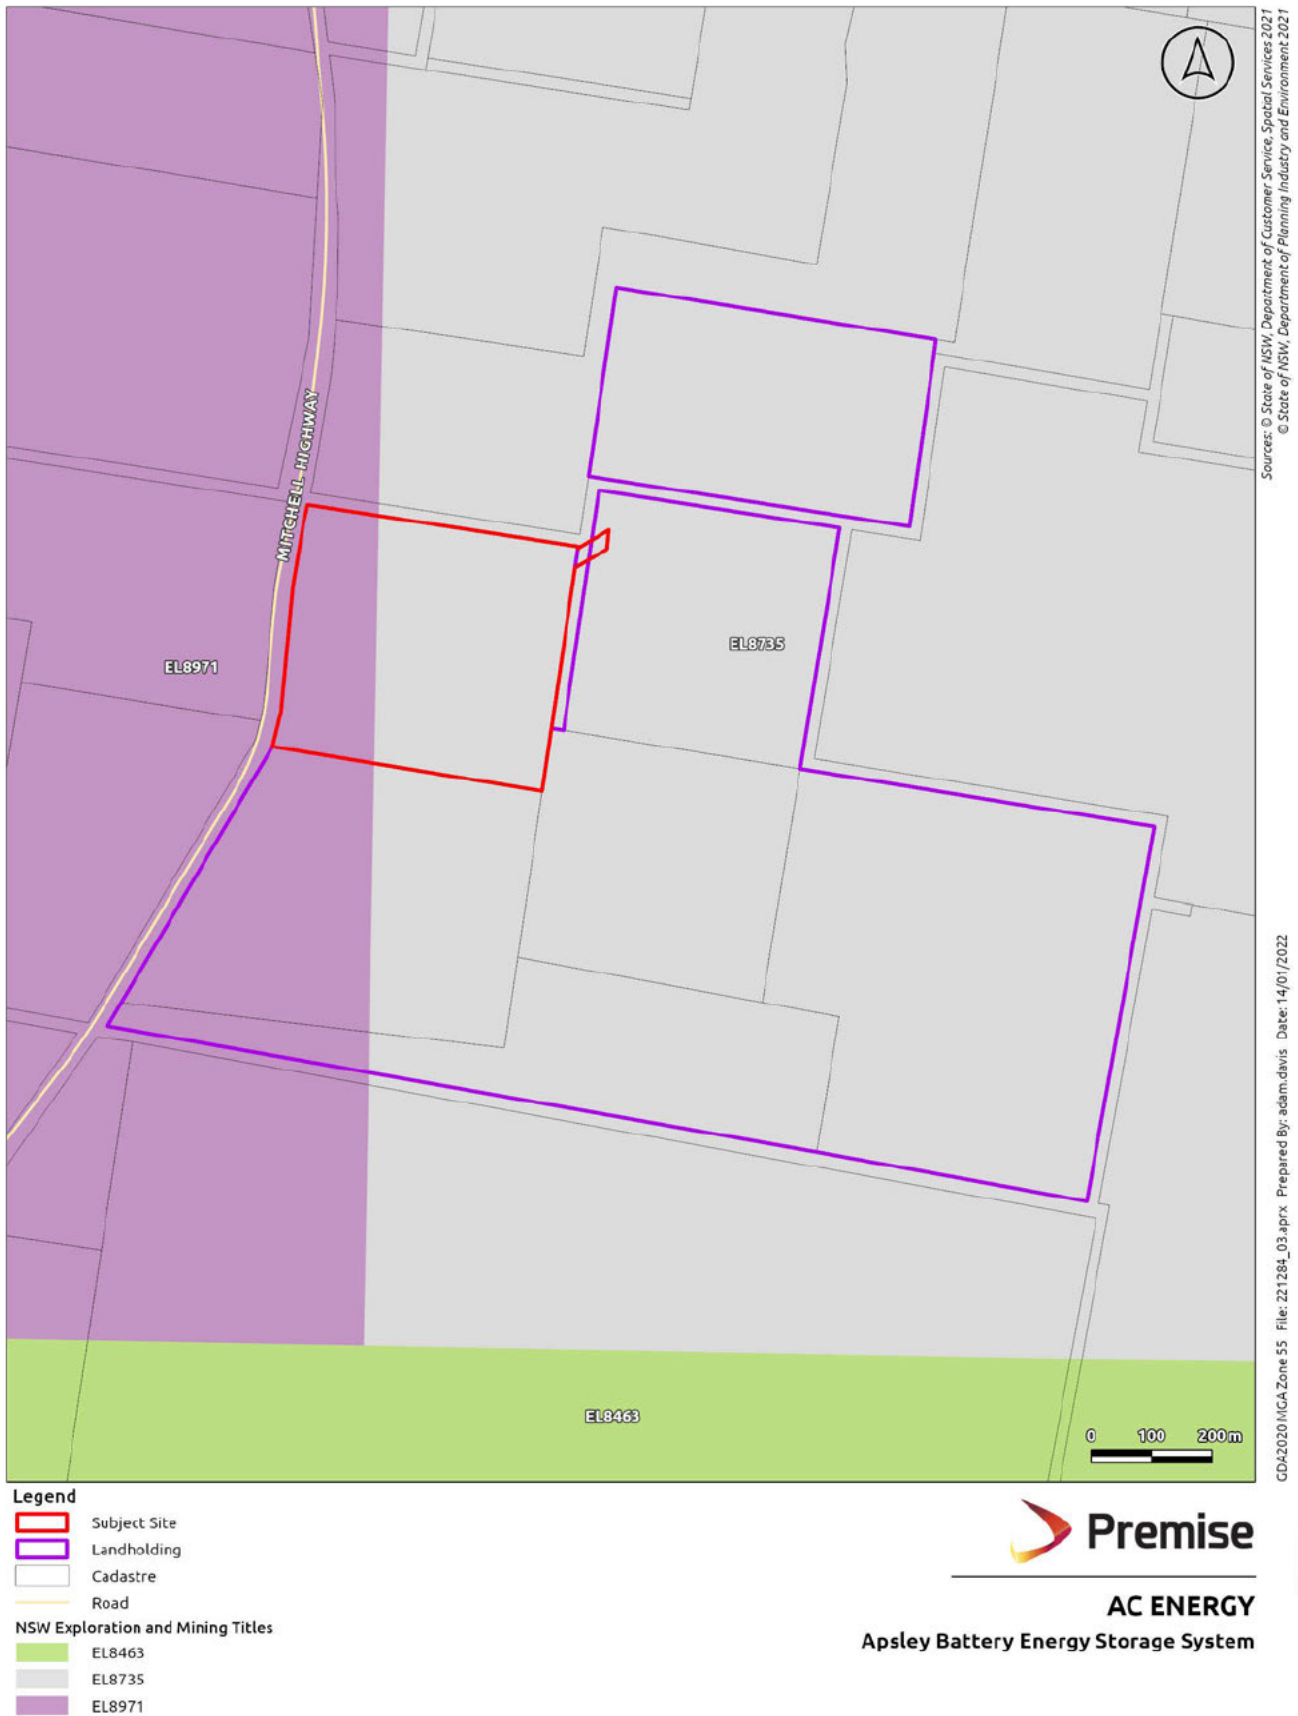 Sources: © State of NSW, Department of Customer Service, Spatial Services 2021
© State of NSW, Department of Planning Industry and Environment 2021
MITCHELL HIGHWAY
EL8735
EL8971
EL8463
0 100 200 m
GDA2020 MGA Zone 55 File: 221284_03.aprx Prepared By: adam.davis Date: 14/01/2022
Legend
Subject Site
Landholding
Cadastre
Road
NSW Exploration and Mining Titles
EL8463
EL8735
EL8971
Premise
AC ENERGY
Apsley Battery Energy Storage System